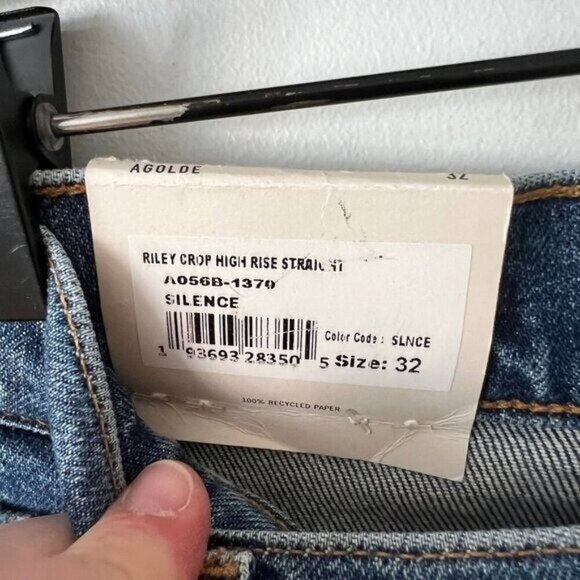 AGOLDE 32
RILEY CROP HIGH RISE STRAIGHT
A056B-1370
SILENCE
Color Code : SLNCE
1 93693 28350 5 Size: 32
100% RECYCLED PAPER